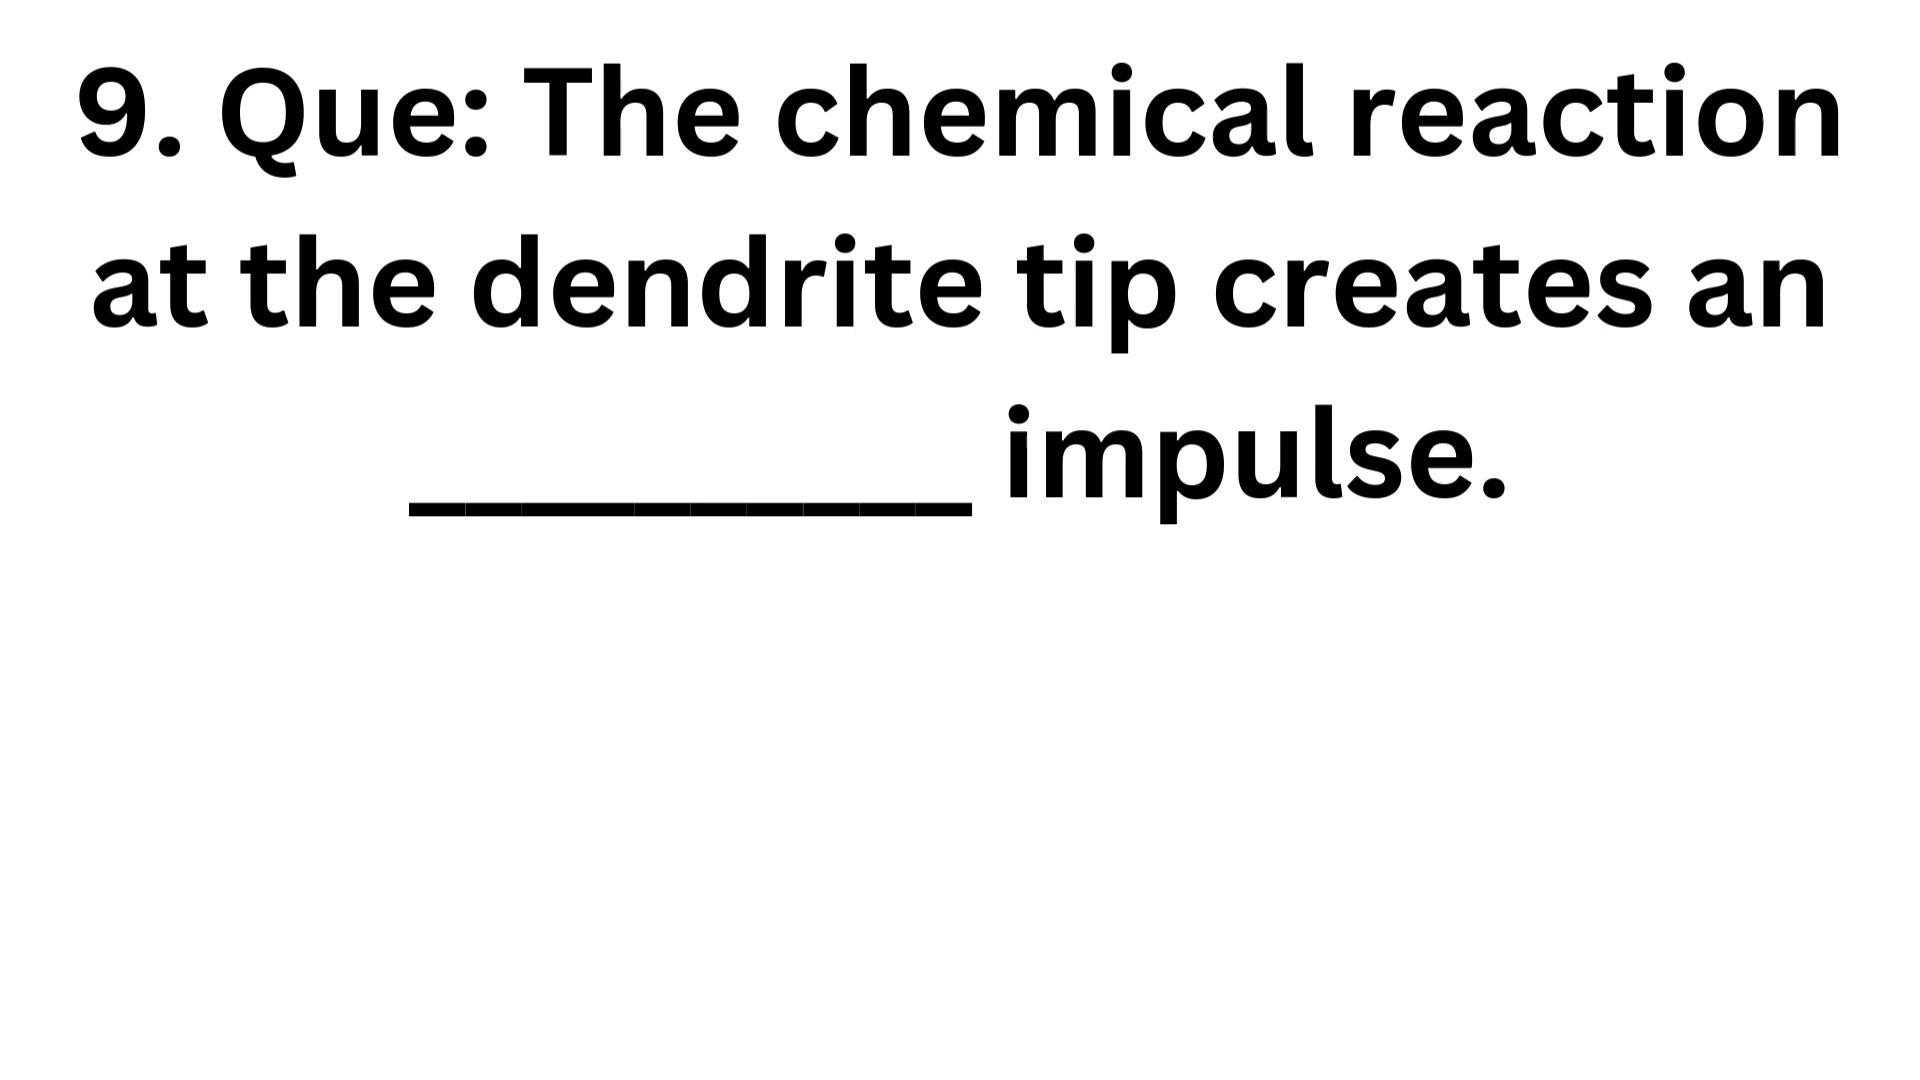 9. Que: The chemical reaction
at the dendrite tip creates an
__________ impulse.